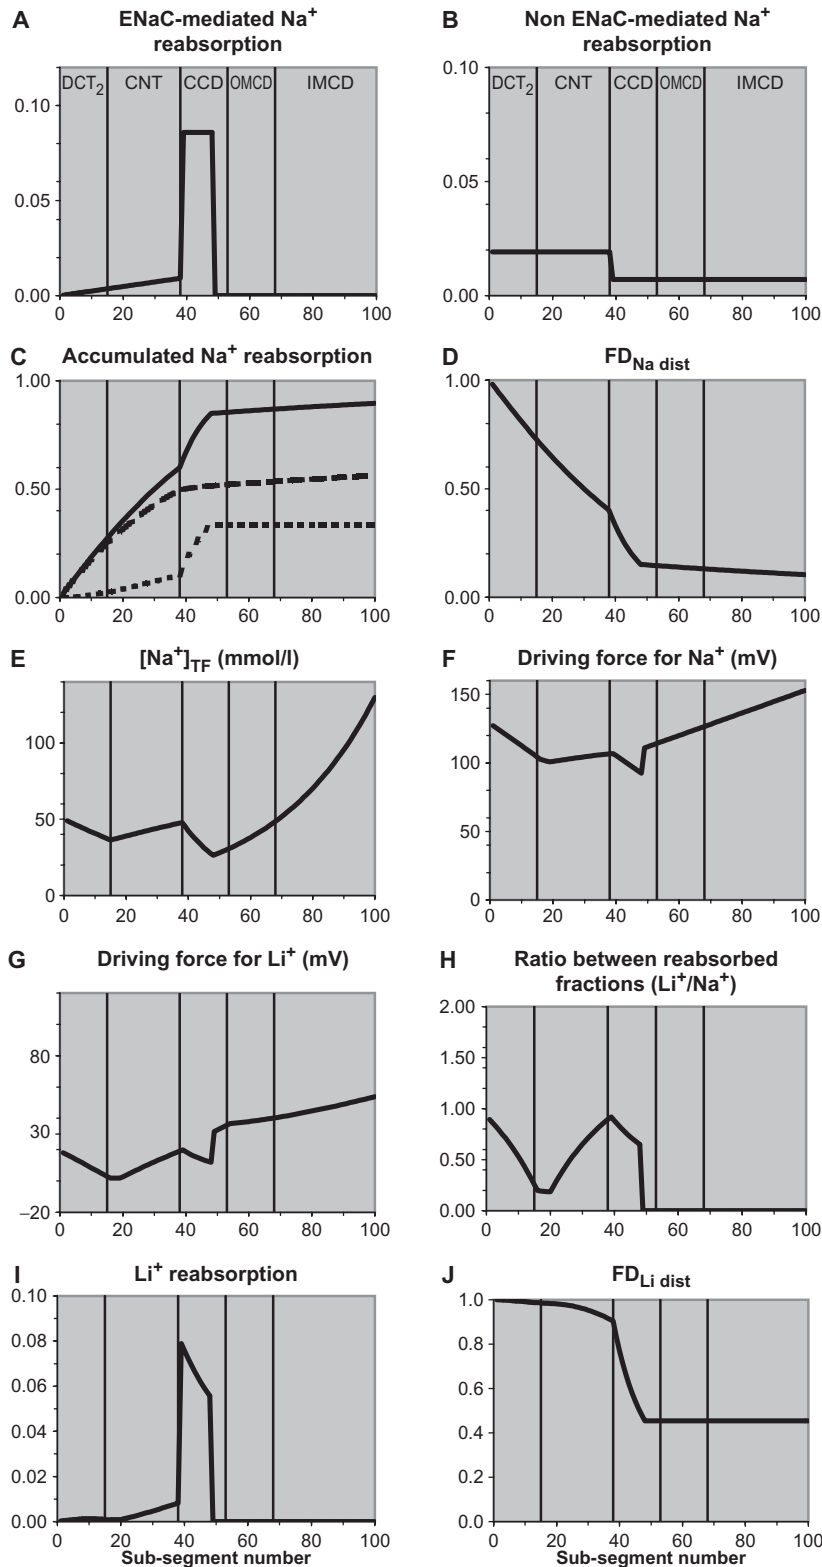 A
ENaC-mediated Na+
reabsorption
DCT2 CNT CCD OMCD IMCD
0.10
0.05
0.00
0 20 40 60 80 100
B
Non ENaC-mediated Na+
reabsorption
DCT2 CNT CCD OMCD IMCD
0.10
0.05
0.00
0 20 40 60 80 100
C
Accumulated Na+ reabsorption
1.00
0.50
0.00
0 20 40 60 80 100
D
FDNa dist
1.00
0.50
0.00
0 20 40 60 80 100
E
[Na+]TF (mmol/l)
100
50
0
0 20 40 60 80 100
F
Driving force for Na+ (mV)
150
100
50
0
0 20 40 60 80 100
G
Driving force for Li+ (mV)
80
30
–20
0 20 40 60 80 100
H
Ratio between reabsorbed
fractions (Li+/Na+)
2.00
1.50
1.00
0.50
0.00
0 20 40 60 80 100
I
Li+ reabsorption
0.10
0.08
0.06
0.04
0.02
0.00
0 20 40 60 80 100
Sub-segment number
J
FDLi dist
1.0
0.8
0.6
0.4
0.2
0.0
0 20 40 60 80 100
Sub-segment number